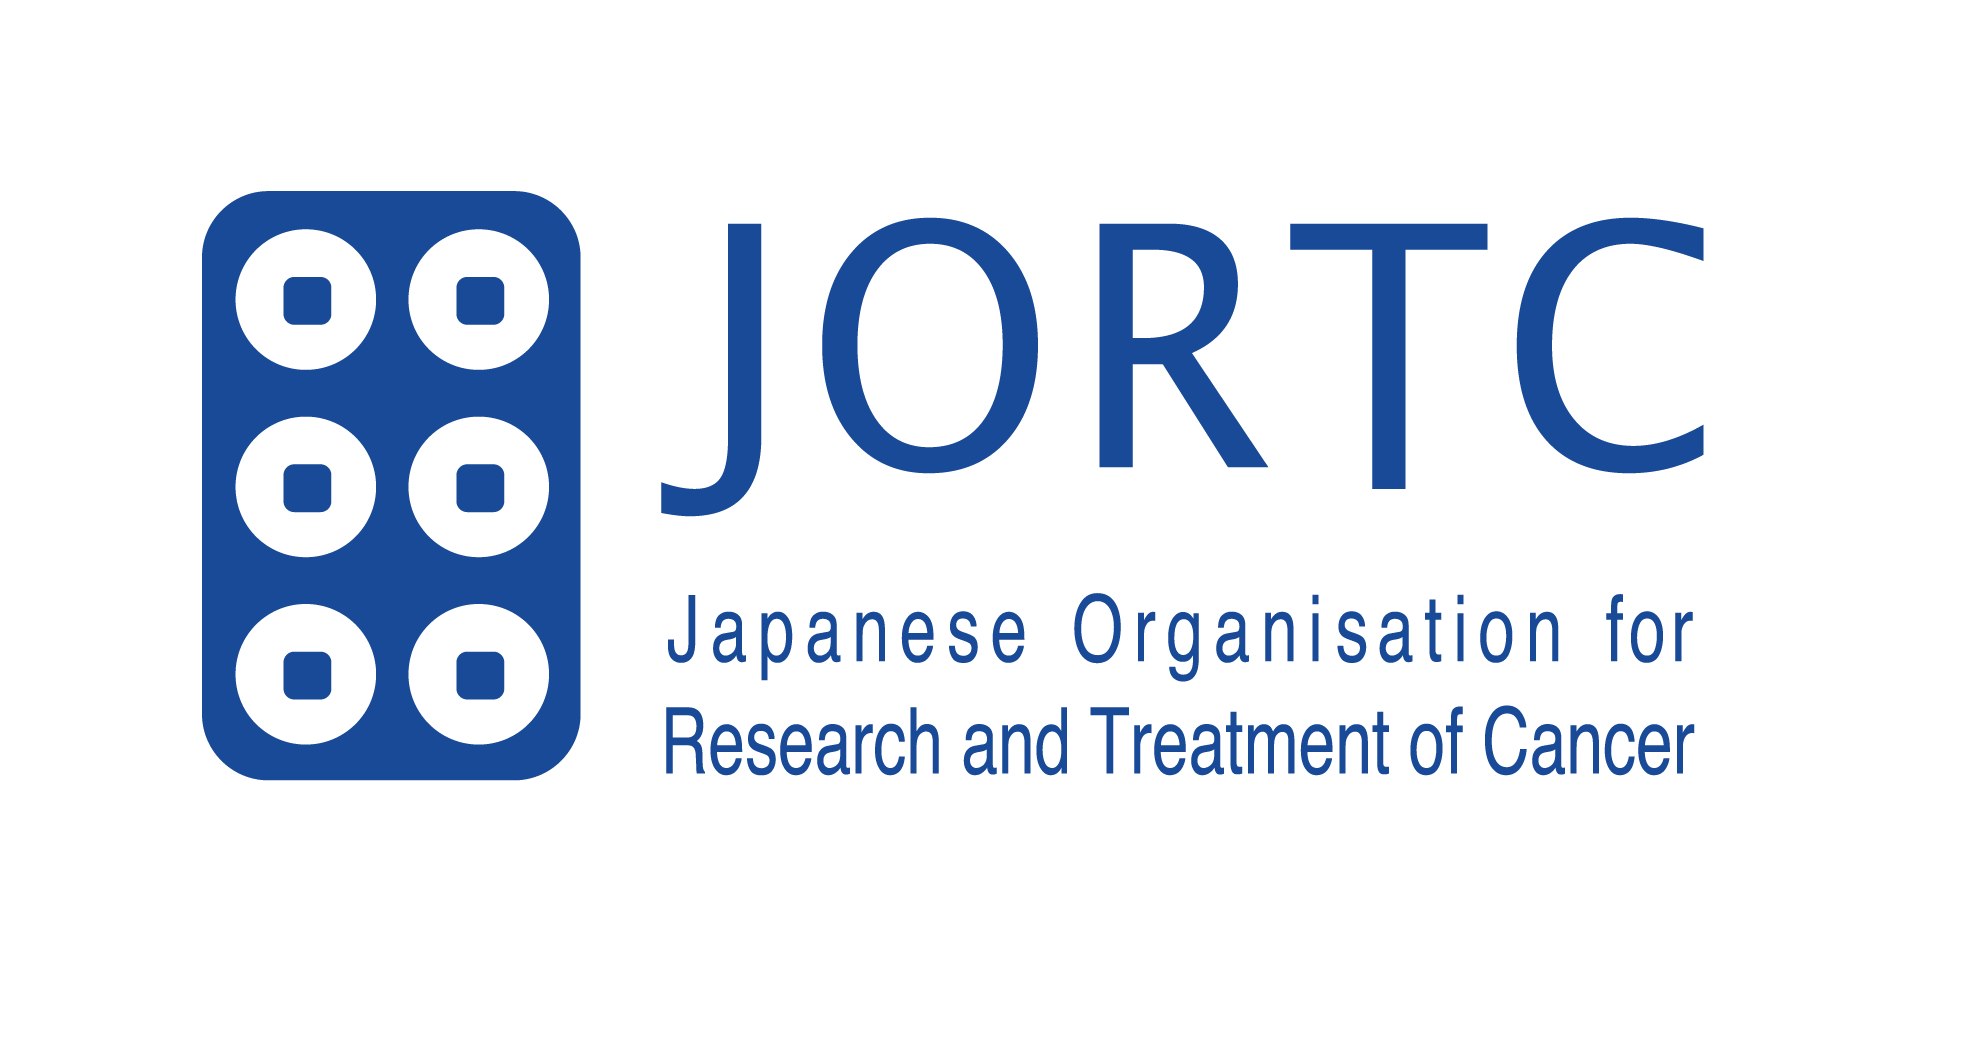 JORTC
Japanese Organisation for
Research and Treatment of Cancer